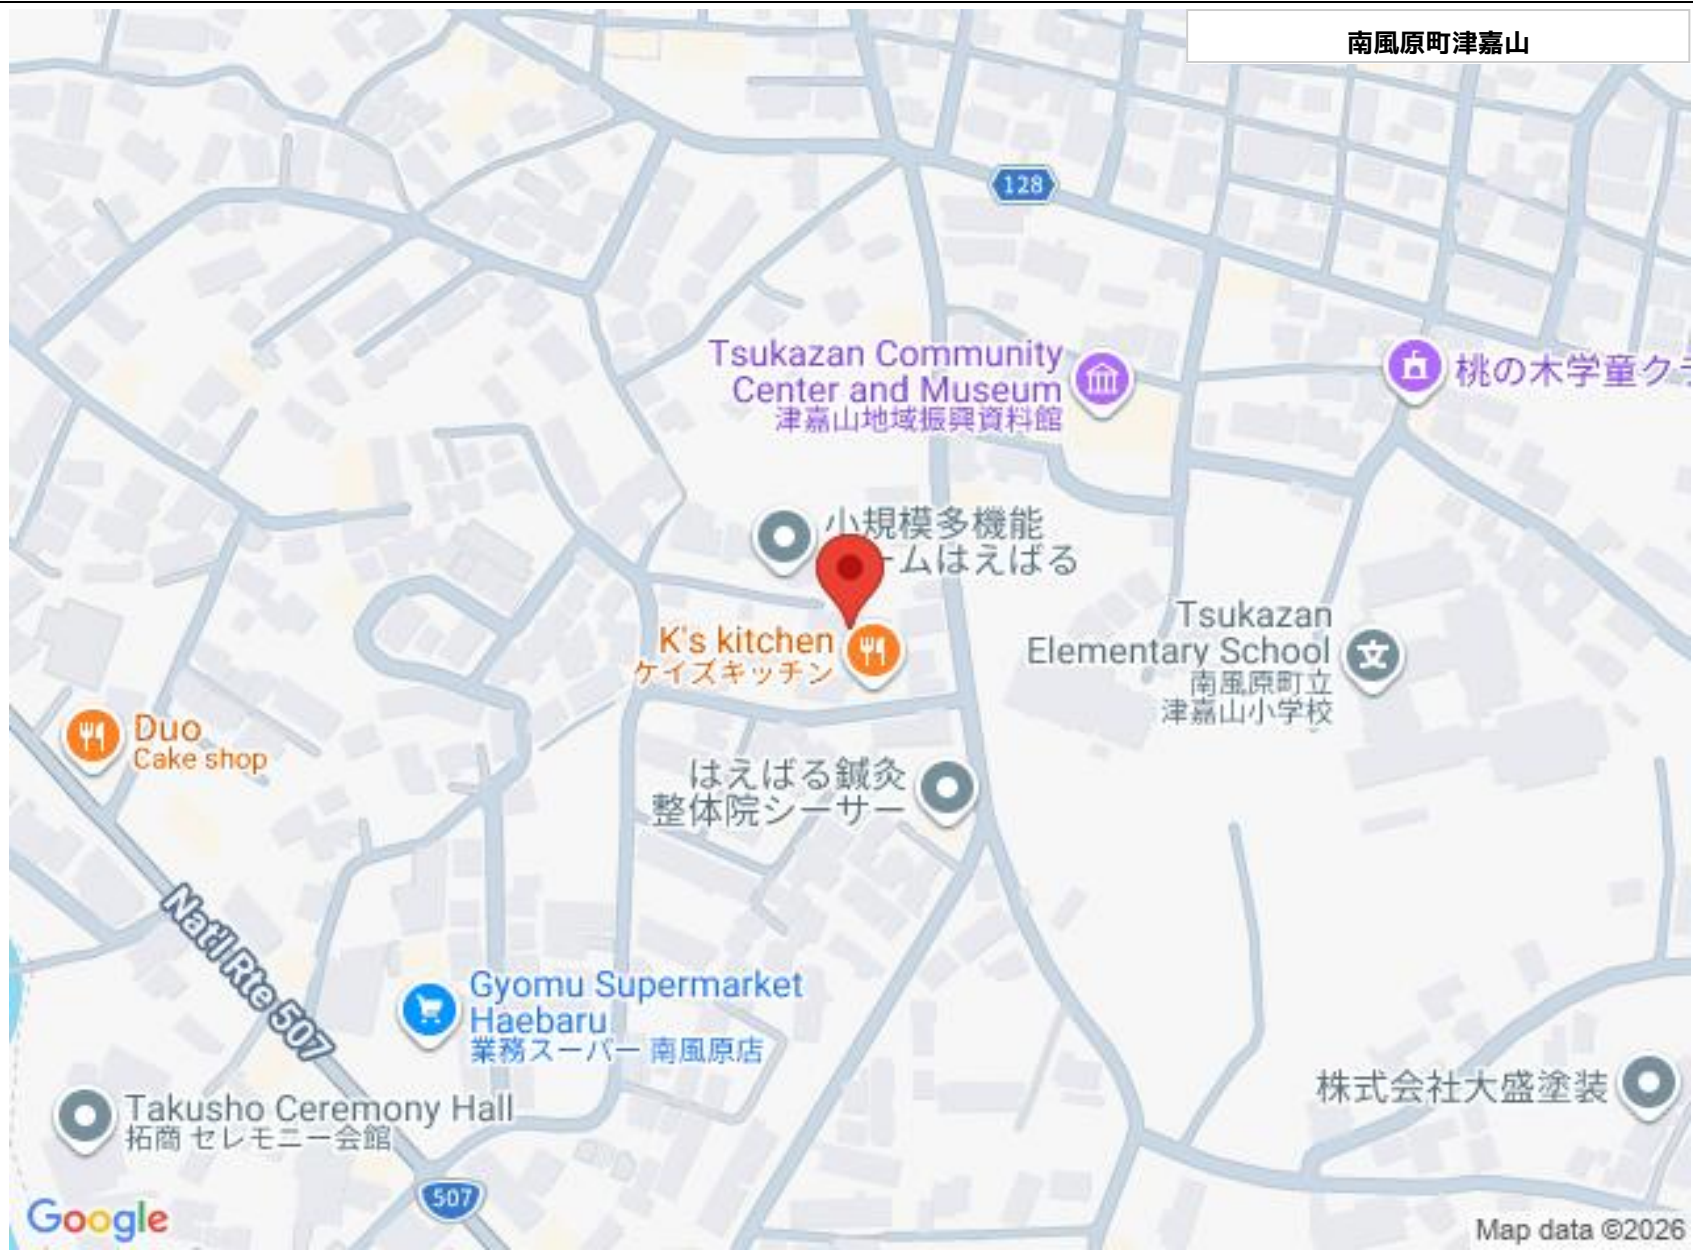 南風原町津嘉山
128
Tsukazan Community
Center and Museum
津嘉山地域振興資料館
桃の木学童ク
小規模多機能
ームはえばる
Tsukazan
Elementary School
南風原町立
津嘉山小学校
K's kitchen
ケイズキッチン
Duo
Cake shop
はえばる鍼灸
整体院シーサー
Nat'l Rte 507
Gyomu Supermarket
Haebaru
業務スーパー 南風原店
株式会社大盛塗装
Takusho Ceremony Hall
拓商 セレモニー会館
507
Google
Map data ©2026